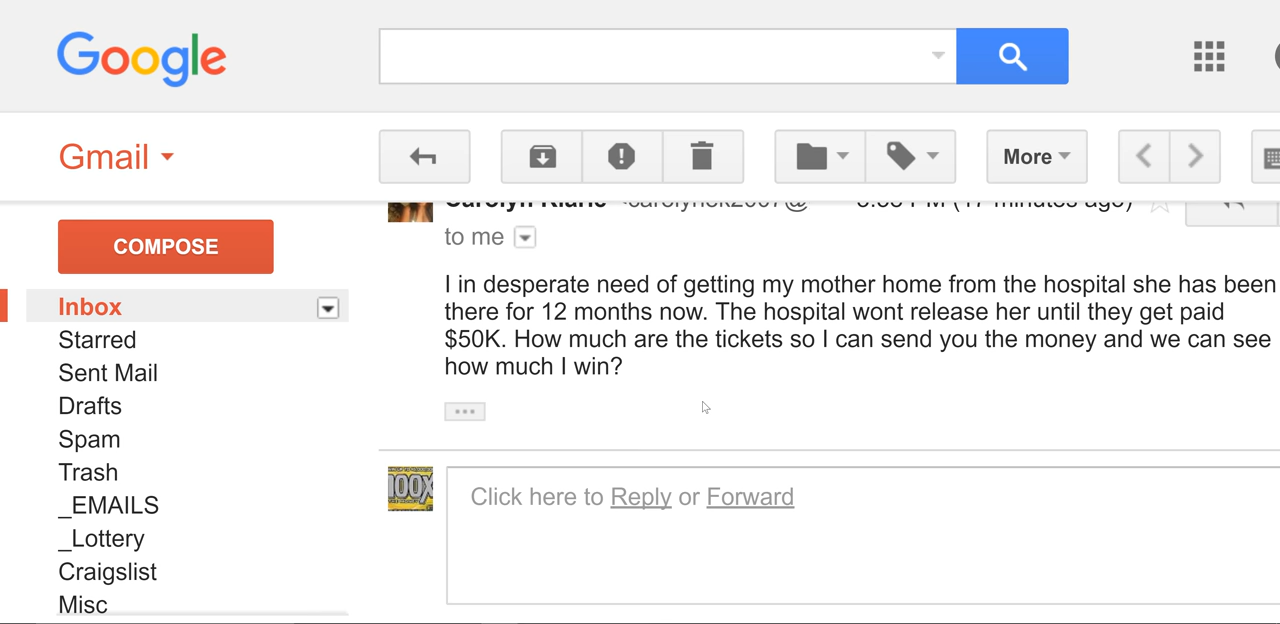 Google
Gmail
More
COMPOSE
Inbox
Starred
Sent Mail
Drafts
Spam
Trash
_EMAILS
_Lottery
Craigslist
Misc
to me
I in desperate need of getting my mother home from the hospital she has been
there for 12 months now. The hospital wont release her until they get paid
$50K. How much are the tickets so I can send you the money and we can see
how much I win?
100X
Click here to Reply or Forward